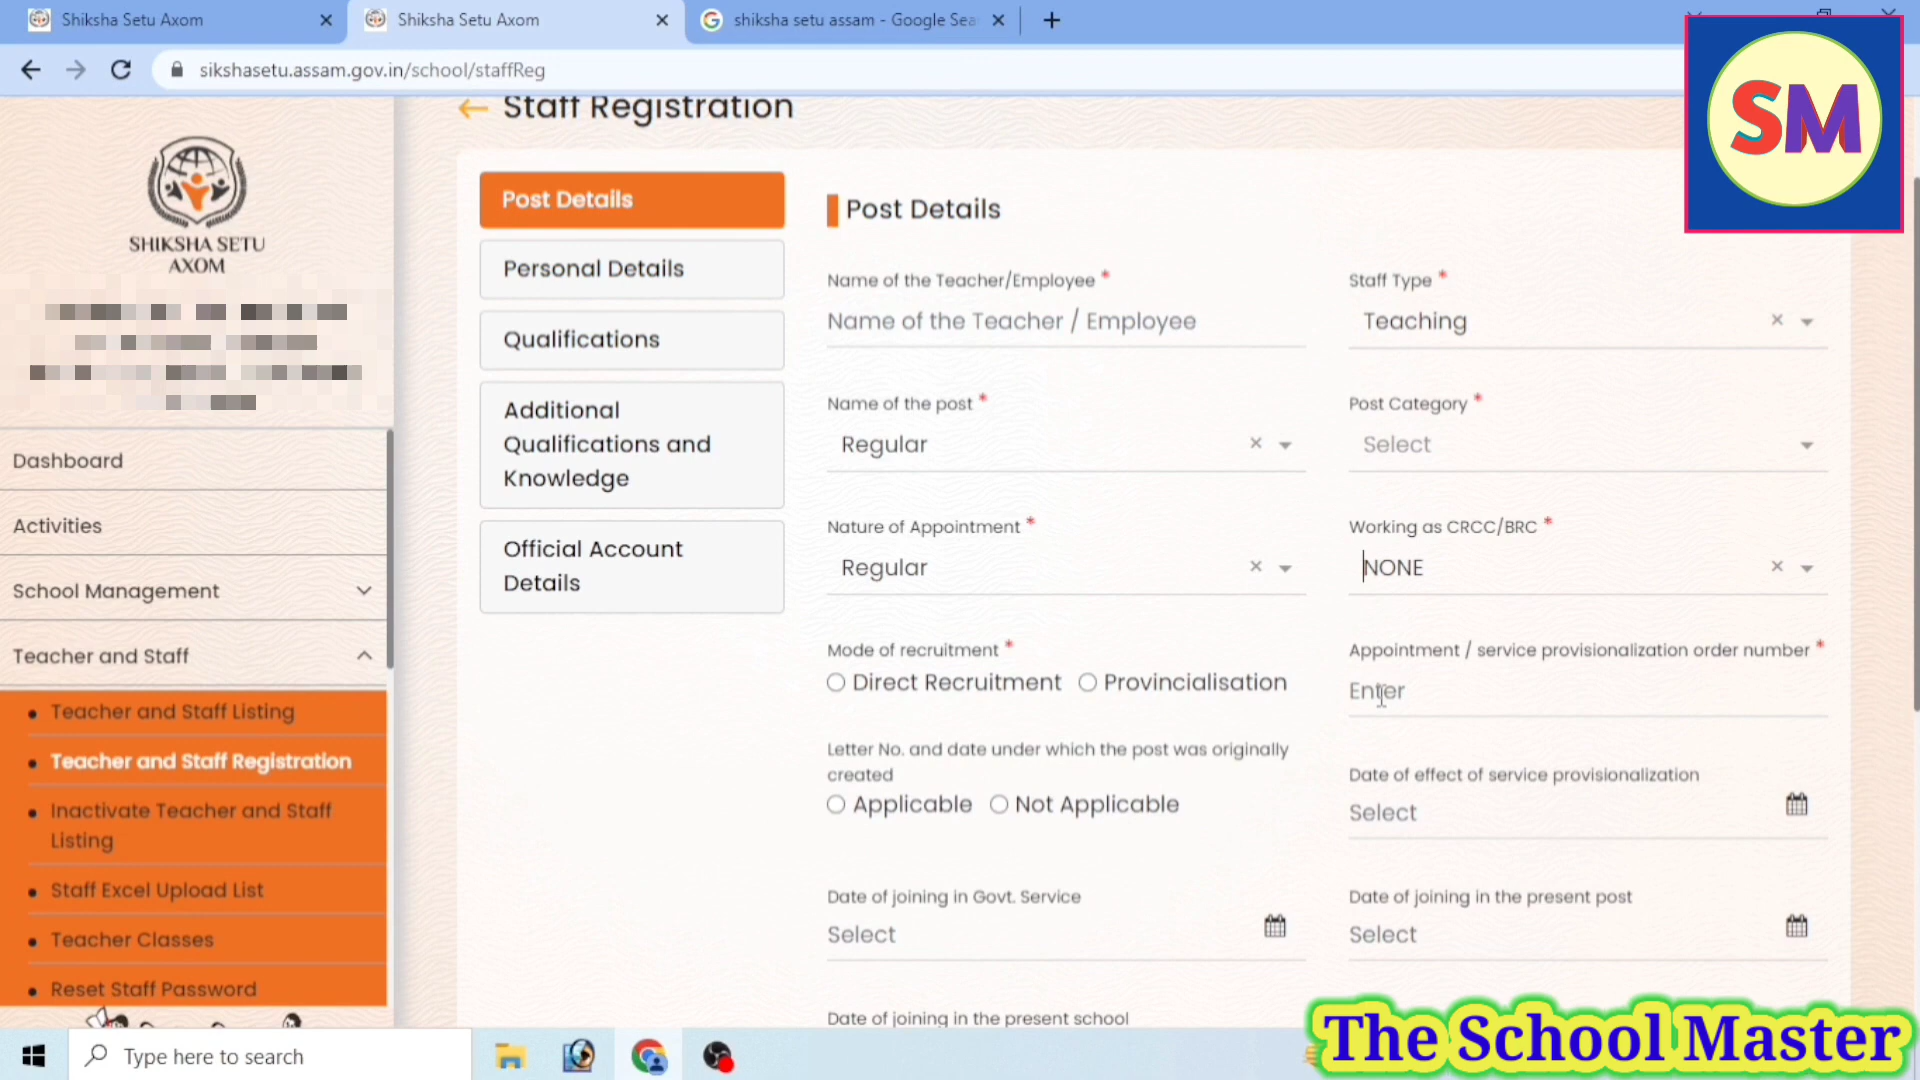 Shiksha Setu Axom
Shiksha Setu Axom
shiksha setu assam - Google Sea
sikshasetu.assam.gov.in/school/staffReg
SM
SHIKSHA SETU
AXOM
Dashboard
Activities
School Management
Teacher and Staff
Teacher and Staff Listing
Teacher and Staff Registration
Inactivate Teacher and Staff
Listing
Staff Excel Upload List
Teacher Classes
Reset Staff Password
Staff Registration
Post Details
Personal Details
Qualifications
Additional
Qualifications and
Knowledge
Official Account
Details
Post Details
Name of the Teacher/Employee *
Name of the Teacher / Employee
Staff Type *
Teaching
Name of the post *
Regular
Post Category *
Select
Nature of Appointment *
Regular
Working as CRCC/BRC *
NONE
Mode of recruitment *
Direct Recruitment Provincialisation
Appointment / service provisionalization order number *
Enter
Letter No. and date under which the post was originally
created
Applicable Not Applicable
Date of effect of service provisionalization
Select
Date of joining in Govt. Service
Select
Date of joining in the present post
Select
Date of joining in the present school
Type here to search
The School Master